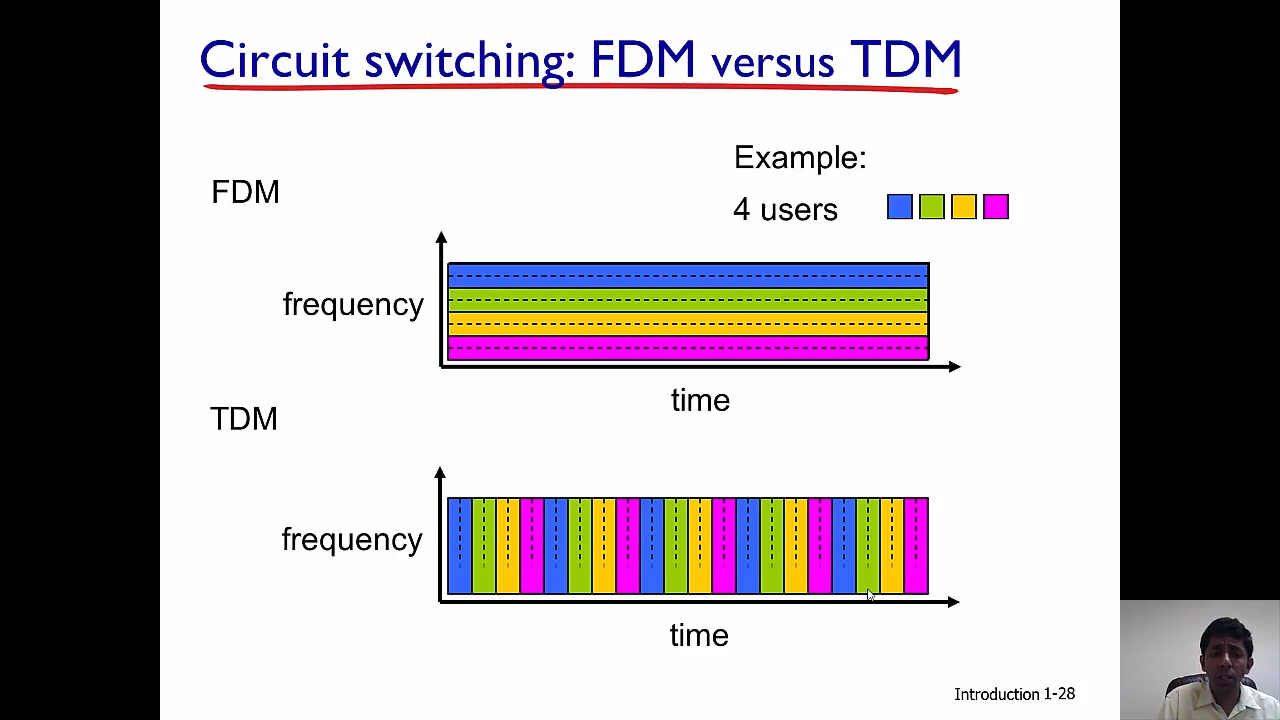 Circuit switching: FDM versus TDM
Example:
FDM
4 users
frequency
time
TDM
frequency
time
Introduction 1-28